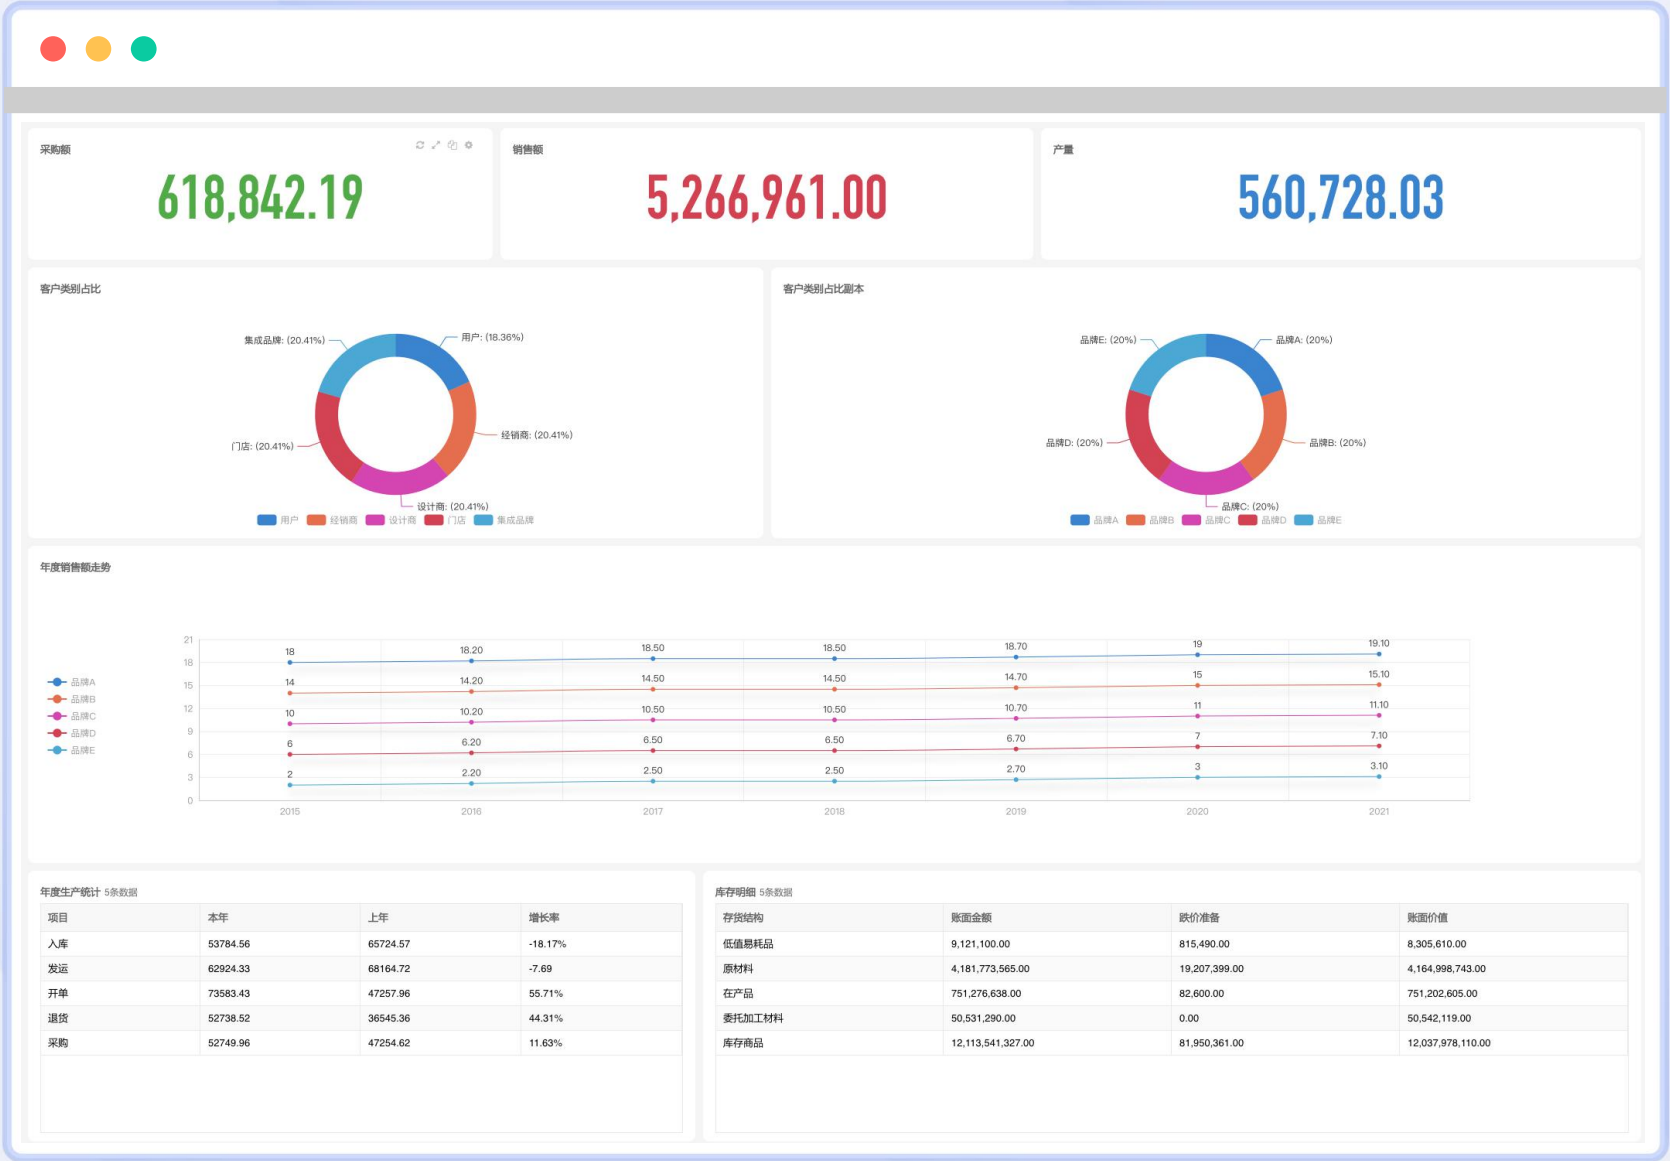 采购额
618,842.19
销售额
5,266,961.00
产量
560,728.03
客户类别占比
集成品牌: (20.41%)
用户: (18.36%)
门店: (20.41%)
经销商: (20.41%)
设计商: (20.41%)
用户 经销商 设计商 门店 集成品牌
客户类别占比副本
品牌E: (20%)
品牌A: (20%)
品牌D: (20%)
品牌B: (20%)
品牌C: (20%)
品牌A 品牌B 品牌C 品牌D 品牌E
年度销售额走势
品牌A
品牌B
品牌C
品牌D
品牌E
21
18
15
12
9
6
3
0
18 18.20 18.50 18.50 18.70 19 19.10
14 14.20 14.50 14.50 14.70 15 15.10
10 10.20 10.50 10.50 10.70 11 11.10
6 6.20 6.50 6.50 6.70 7 7.10
2 2.20 2.50 2.50 2.70 3 3.10
2015 2016 2017 2018 2019 2020 2021
年度生产统计 5条数据
项目 本年 上年 增长率
入库 53784.56 65724.57 -18.17%
发运 62924.33 68164.72 -7.69
开单 73583.43 47257.96 55.71%
退货 52738.52 36545.36 44.31%
采购 52749.96 47254.62 11.63%
库存明细 5条数据
存货结构 账面金额 跌价准备 账面价值
低值易耗品 9,121,100.00 815,490.00 8,305,610.00
原材料 4,181,773,565.00 19,207,399.00 4,164,998,743.00
在产品 751,276,638.00 82,600.00 751,202,605.00
委托加工材料 50,531,290.00 0.00 50,542,119.00
库存商品 12,113,541,327.00 81,950,361.00 12,037,978,110.00